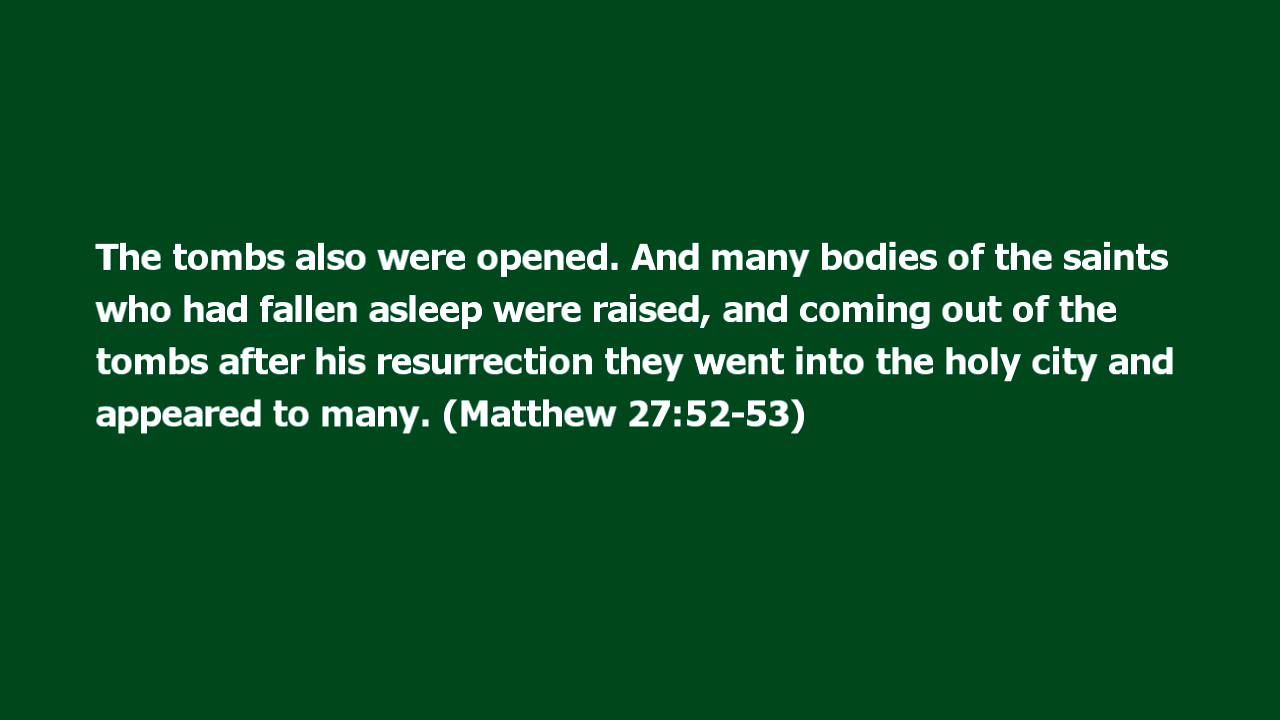 The tombs also were opened. And many bodies of the saints
who had fallen asleep were raised, and coming out of the
tombs after his resurrection they went into the holy city and
appeared to many. (Matthew 27:52-53)